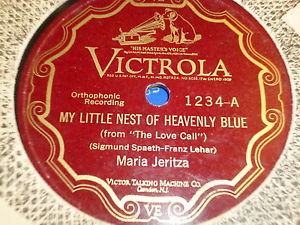 "HIS MASTER'S VOICE"
VICTROLA
Orthophonic
Recording
1234-A
MY LITTLE NEST OF HEAVENLY BLUE
(from "The Love Call")
(Sigmund Spaeth-Franz Lehar)
Maria Jeritza
VICTOR TALKING MACHINE CO.
Camden, N.J.
VE